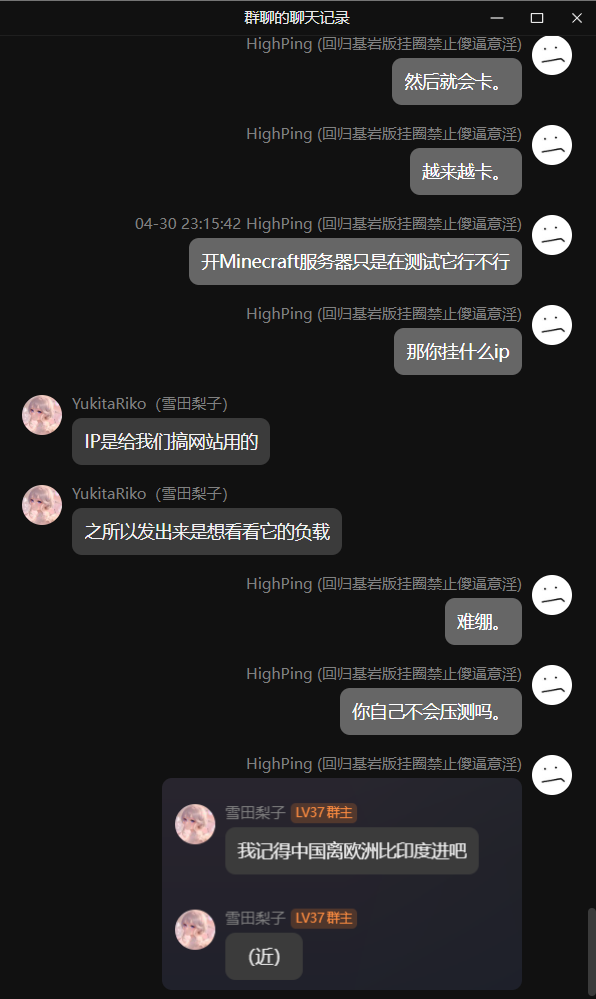 群聊的聊天记录
HighPing (回归基岩版挂圈禁止傻逼意淫)
然后就会卡。
HighPing (回归基岩版挂圈禁止傻逼意淫)
越来越卡。
04-30 23:15:42 HighPing (回归基岩版挂圈禁止傻逼意淫)
开Minecraft服务器只是在测试它行不行
HighPing (回归基岩版挂圈禁止傻逼意淫)
那你挂什么ip
YukitaRiko（雪田梨子）
IP是给我们搞网站用的
YukitaRiko（雪田梨子）
之所以发出来是想看看它的负载
HighPing (回归基岩版挂圈禁止傻逼意淫)
难绷。
HighPing (回归基岩版挂圈禁止傻逼意淫)
你自己不会压测吗。
HighPing (回归基岩版挂圈禁止傻逼意淫)
雪田梨子 LV37 群主
我记得中国离欧洲比印度进吧
雪田梨子 LV37 群主
（近）